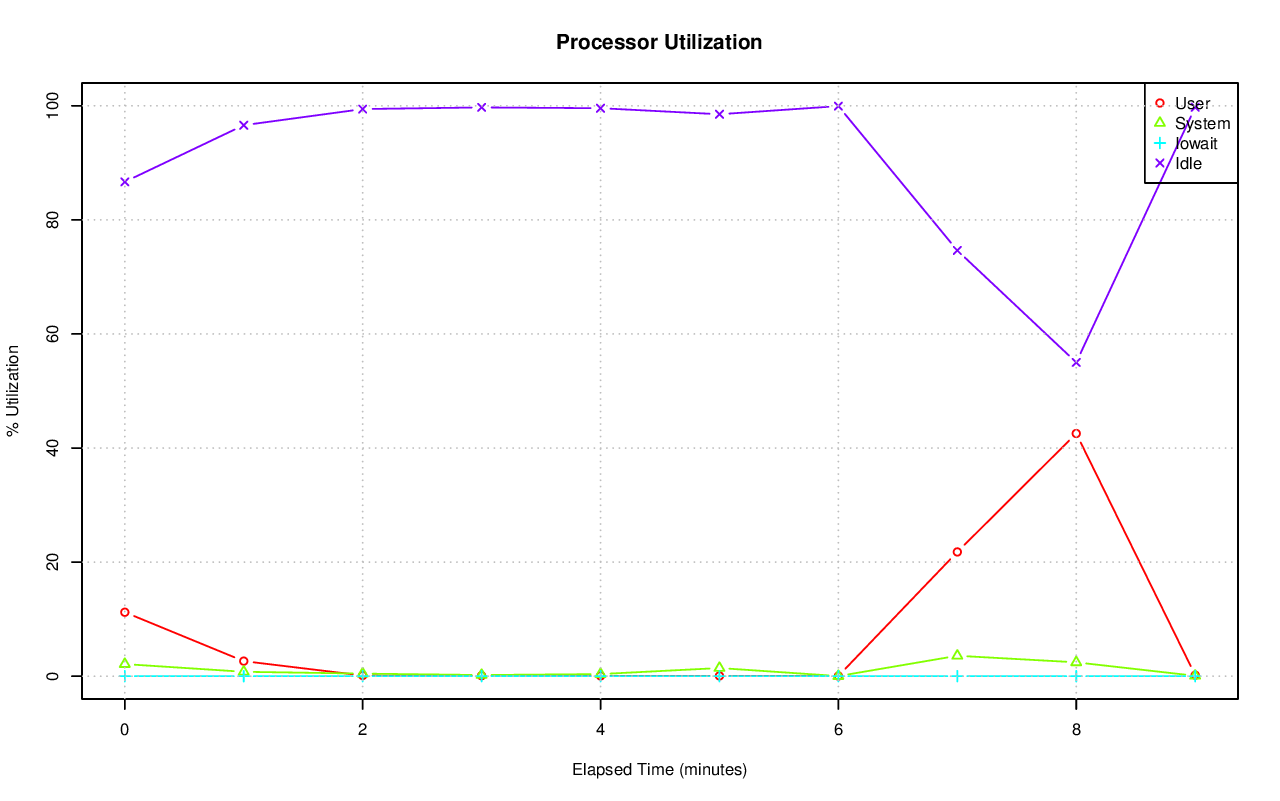 Processor Utilization
% Utilization
100
80
60
40
20
0
User
System
Iowait
Idle
0 2 4 6 8
Elapsed Time (minutes)